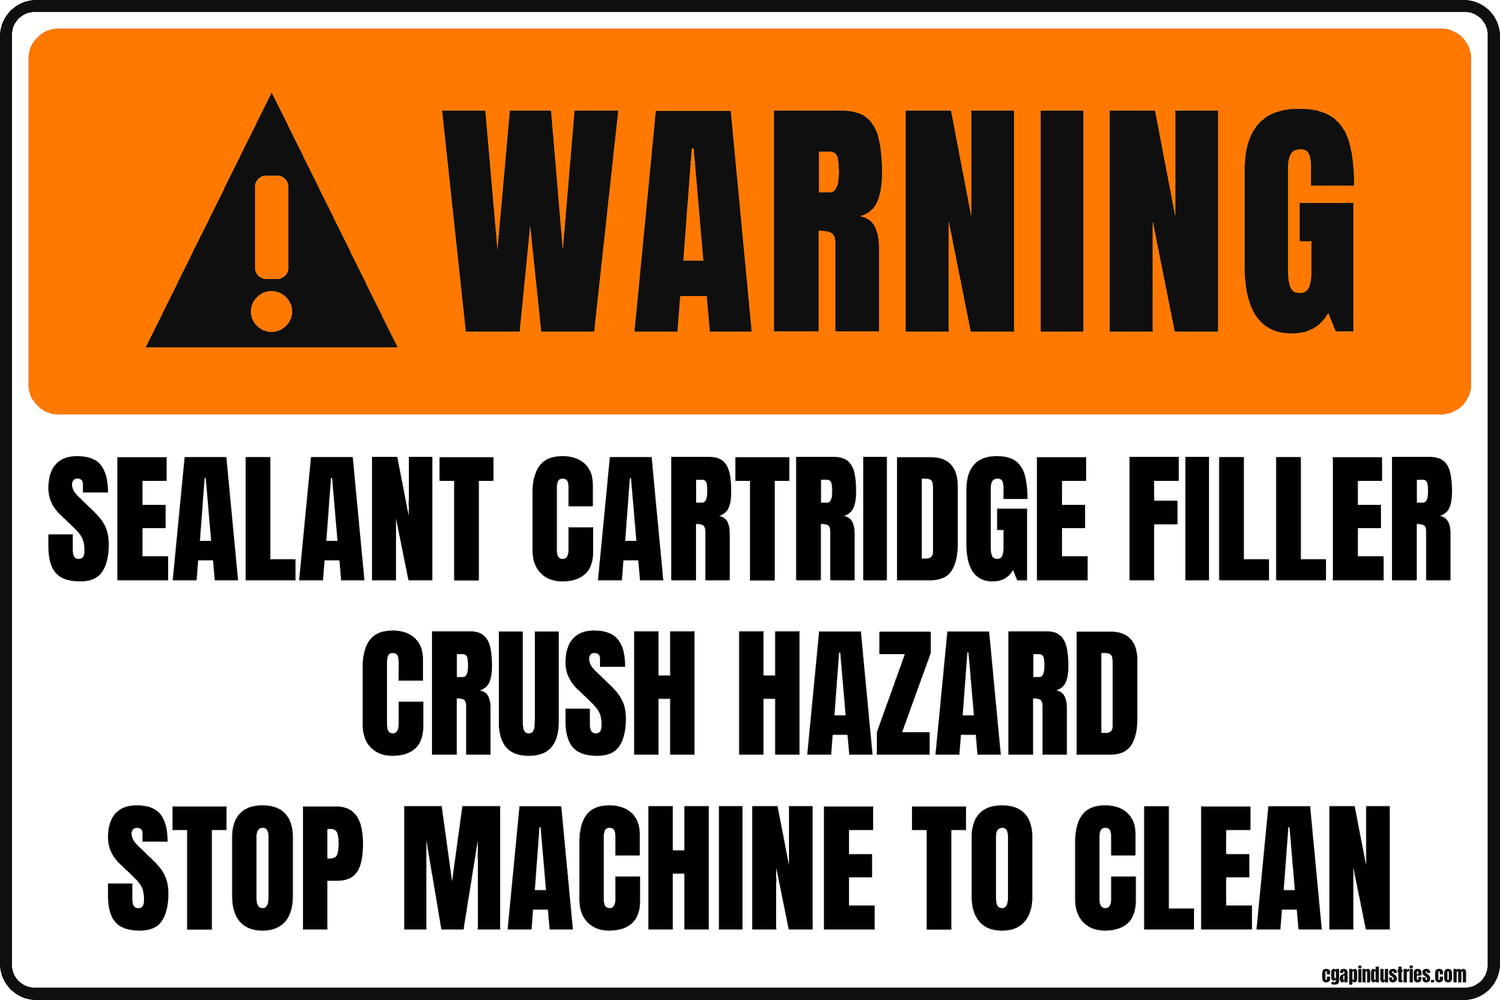 WARNING
SEALANT CARTRIDGE FILLER
CRUSH HAZARD
STOP MACHINE TO CLEAN
cgapindustries.com